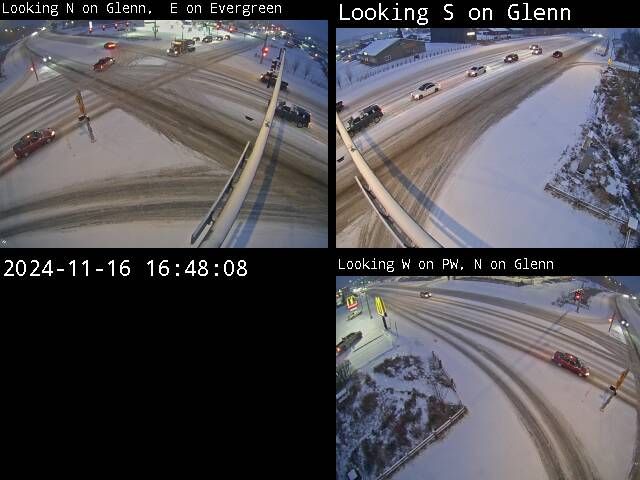 Looking N on Glenn,  E on Evergreen
Looking S on Glenn
2024-11-16 16:48:08
Looking W on PW, N on Glenn